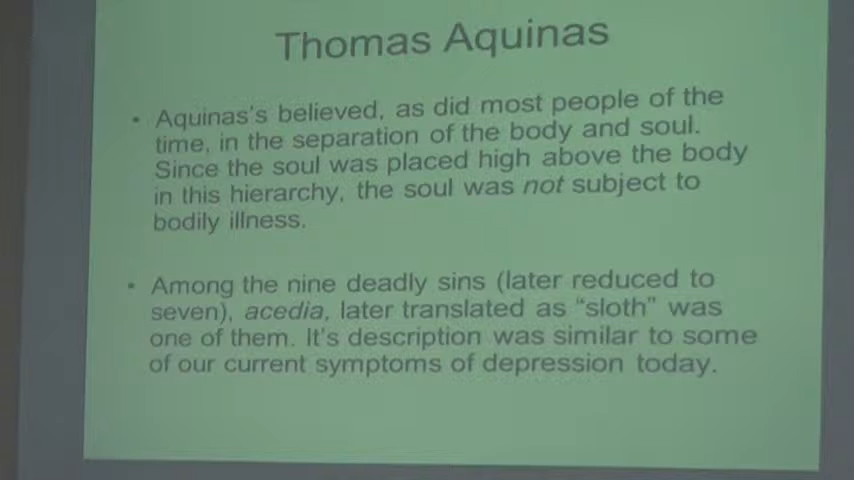 Thomas Aquinas
• Aquinas's believed, as did most people of the
time, in the separation of the body and soul.
Since the soul was placed high above the body
in this hierarchy, the soul was not subject to
bodily illness.
• Among the nine deadly sins (later reduced to
seven), acedia, later translated as “sloth” was
one of them. It's description was similar to some
of our current symptoms of depression today.